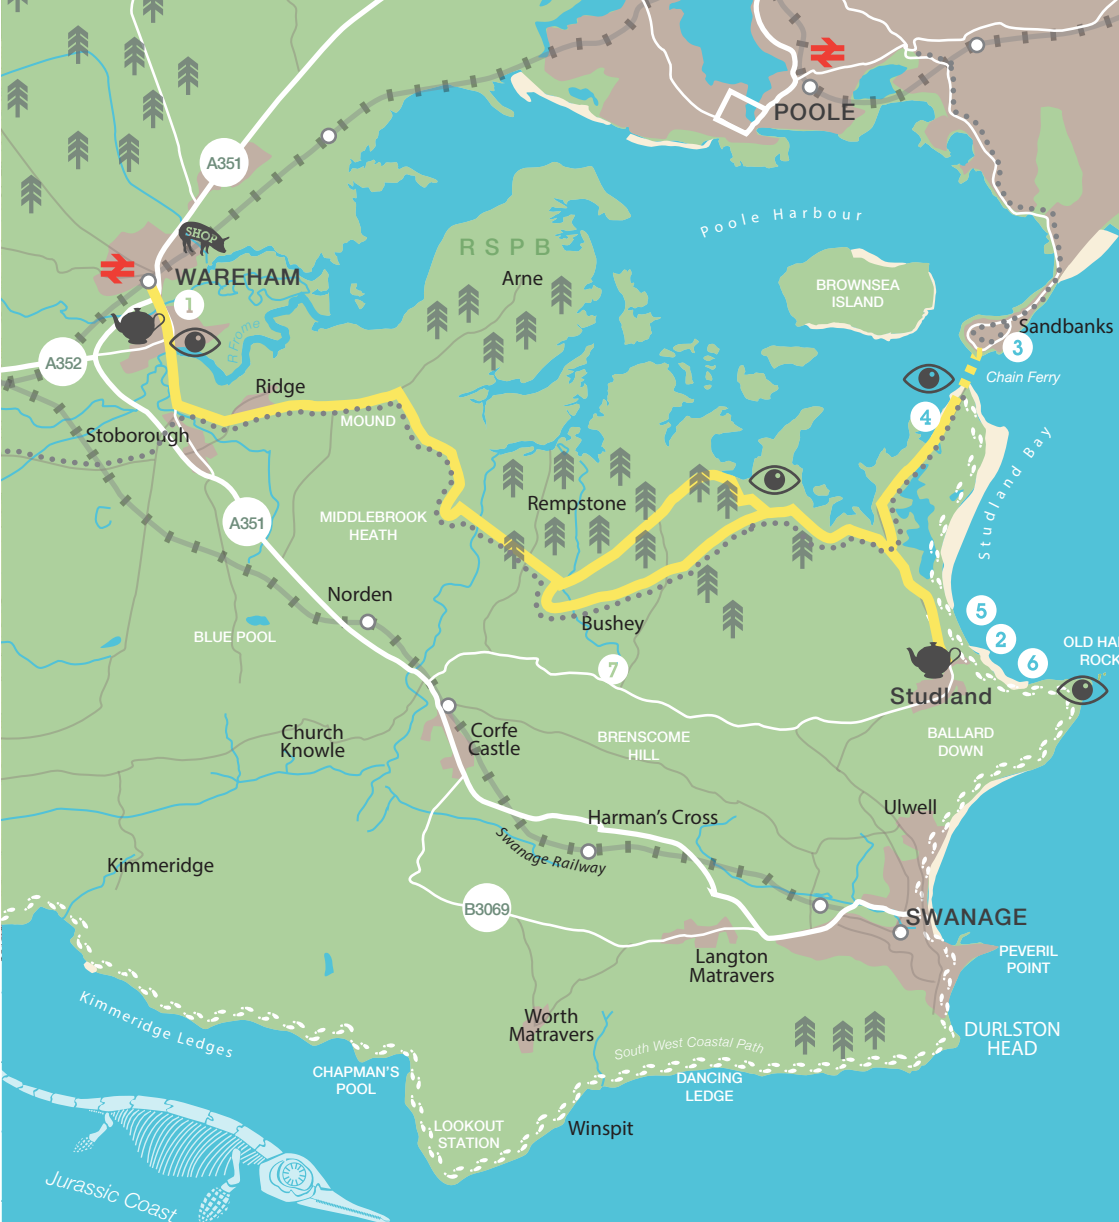 POOLE
A351
Poole Harbour
SHOP
RSPB
Arne
WAREHAM
BROWNSEA
ISLAND
1
R Frome
Sandbanks
3
A352
Chain Ferry
Ridge
4
MOUND
Stoborough
Studland Bay
Rempstone
MIDDLEBROOK
HEATH
A351
Norden
5
Bushey
BLUE POOL
2
OLD HA
ROCK
6
7
Studland
Church
Knowle
Corfe
Castle
BRENSCOME
HILL
BALLARD
DOWN
Ulwell
Harman's Cross
Swanage Railway
Kimmeridge
B3069
SWANAGE
Langton
Matravers
PEVERIL
POINT
Kimmeridge Ledges
Worth
Matravers
DURLSTON
HEAD
South West Coastal Path
CHAPMAN'S
POOL
DANCING
LEDGE
LOOKOUT
STATION
Winspit
Jurassic Coast